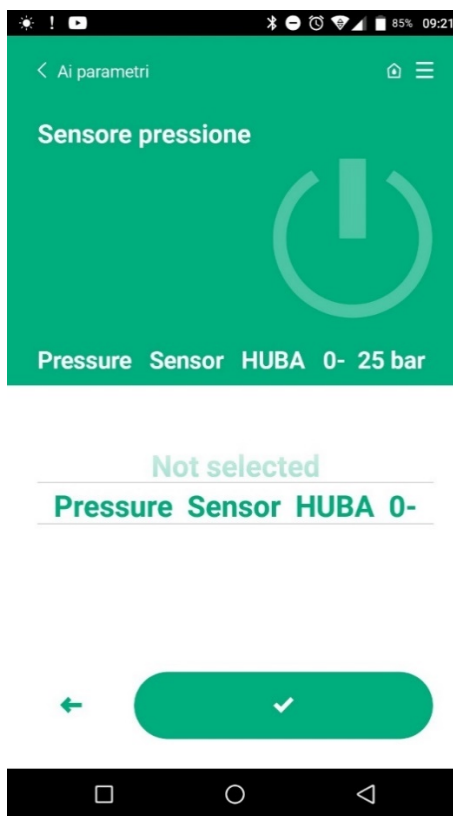 85% 09:21
Ai parametri
Sensore pressione
Pressure Sensor HUBA 0- 25 bar
Not selected
Pressure Sensor HUBA 0-